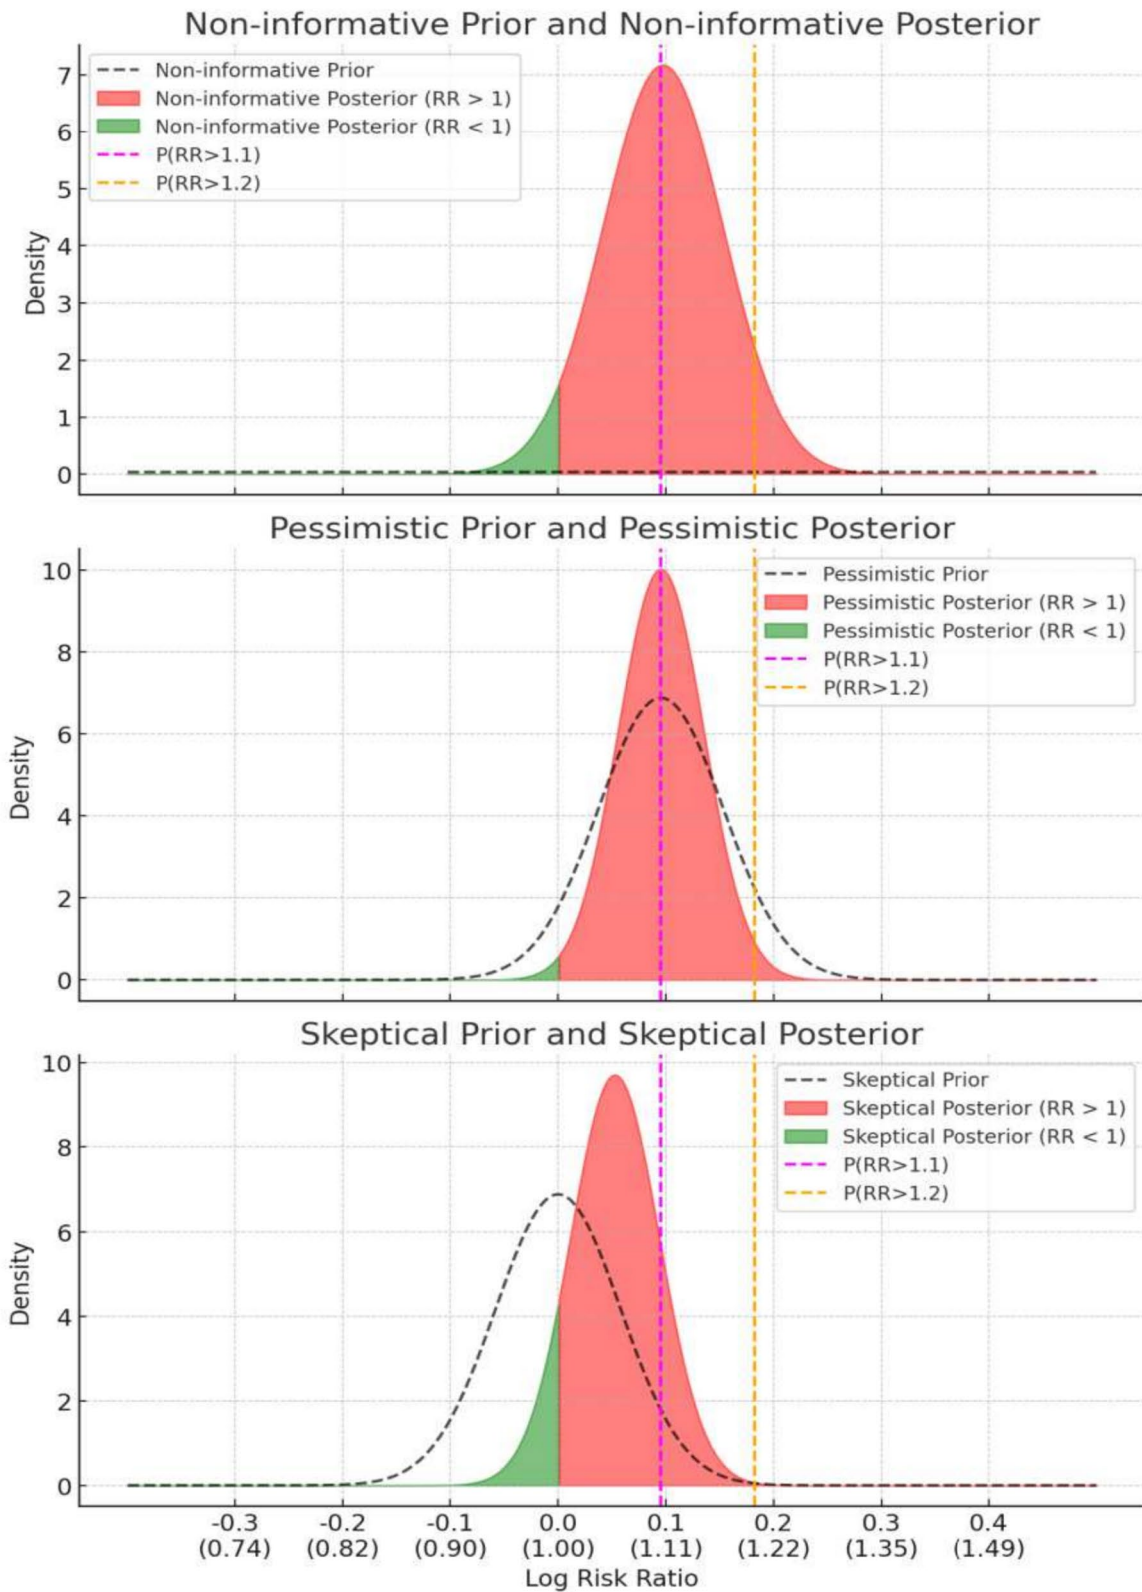 Non-informative Prior and Non-informative Posterior
Non-informative Prior
Non-informative Posterior (RR > 1)
Non-informative Posterior (RR < 1)
P(RR>1.1)
P(RR>1.2)
7
6
5
4
3
2
1
0
Density
Pessimistic Prior and Pessimistic Posterior
Pessimistic Prior
Pessimistic Posterior (RR > 1)
Pessimistic Posterior (RR < 1)
P(RR>1.1)
P(RR>1.2)
10
8
6
4
2
0
Density
Skeptical Prior and Skeptical Posterior
Skeptical Prior
Skeptical Posterior (RR > 1)
Skeptical Posterior (RR < 1)
P(RR>1.1)
P(RR>1.2)
10
8
6
4
2
0
Density
-0.3 -0.2 -0.1 0.0 0.1 0.2 0.3 0.4
(0.74) (0.82) (0.90) (1.00) (1.11) (1.22) (1.35) (1.49)
Log Risk Ratio